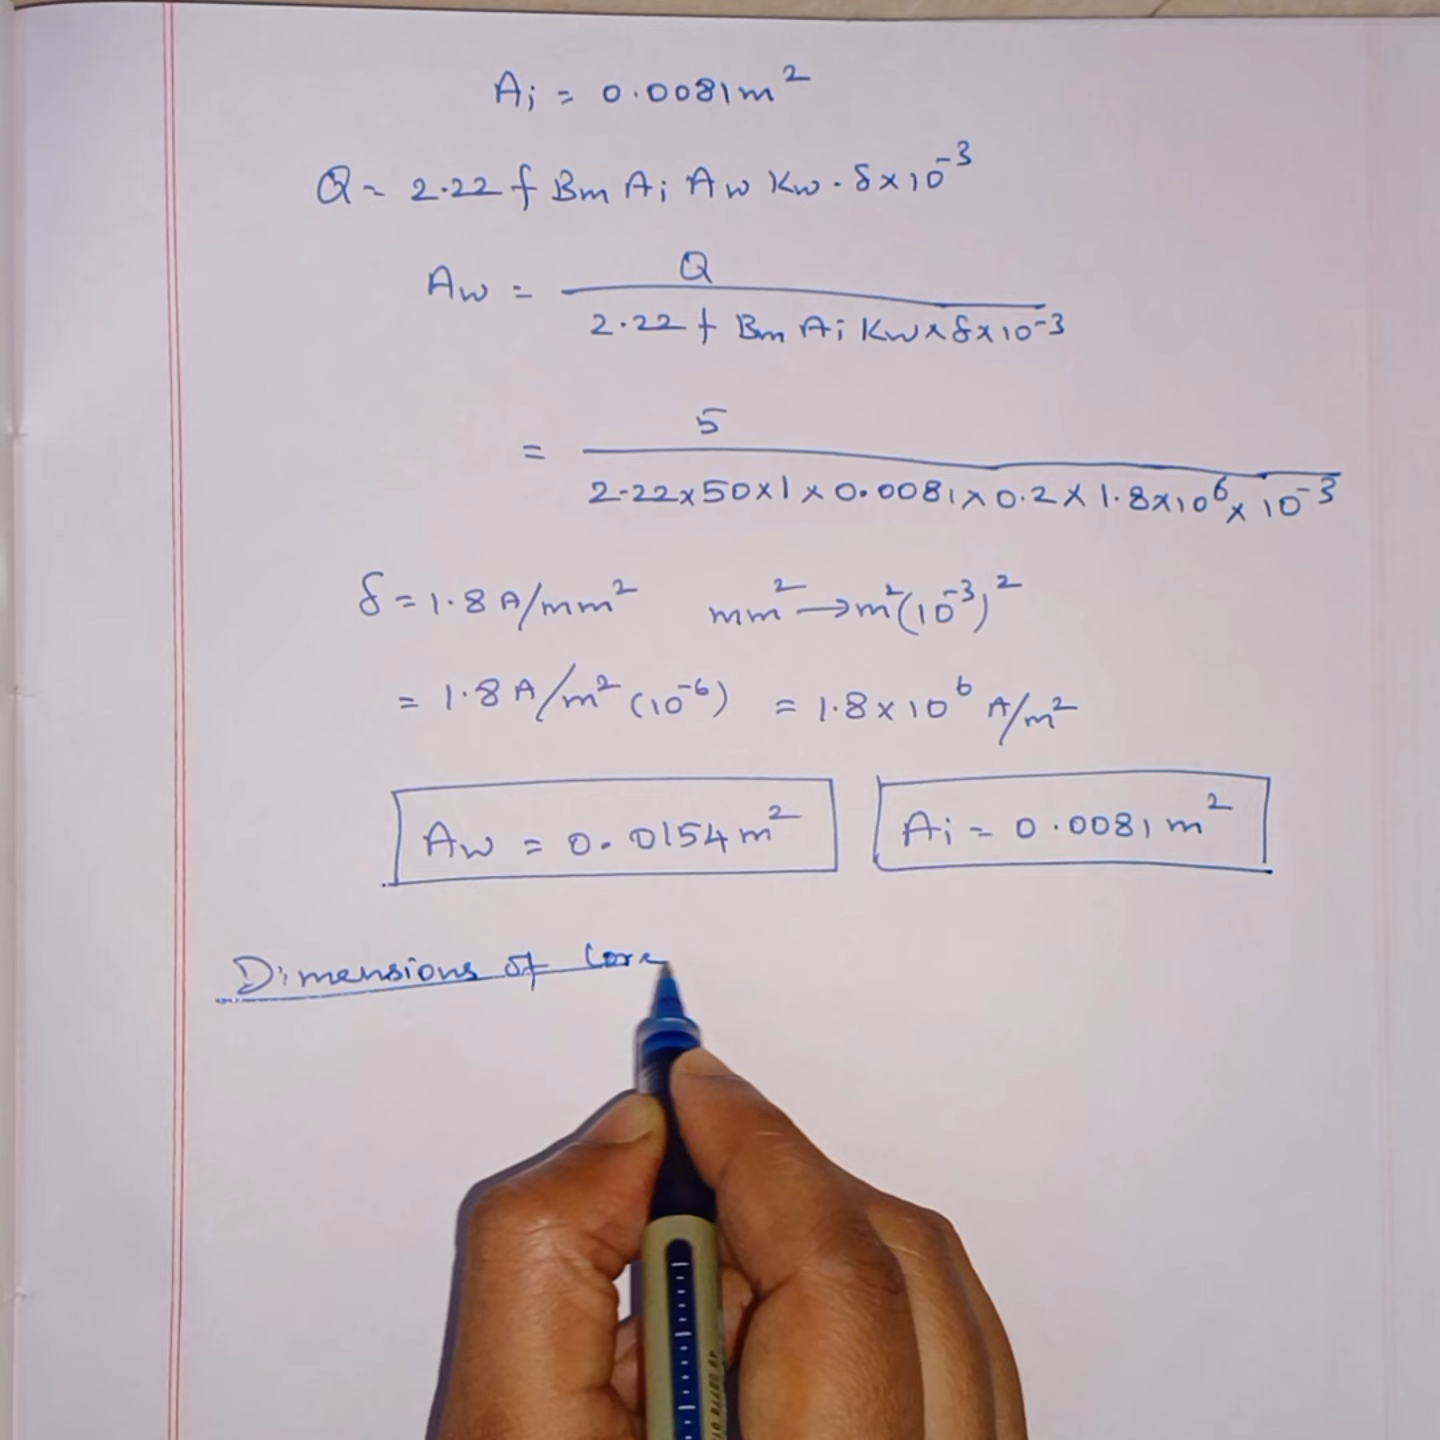 Ai = 0.0081 m²
Q = 2.22 f Bm Ai Aw Kw · δ × 10⁻³
Aw = Q / 2.22 f Bm Ai Kw × δ × 10⁻³
= 5 / 2.22 × 50 × 1 × 0.0081 × 0.2 × 1.8 × 10⁶ × 10⁻³
δ = 1.8 A/mm² mm² → m² (10⁻³)²
= 1.8 A/m² (10⁻⁶) = 1.8 × 10⁶ A/m²
Aw = 0.0154 m² Ai = 0.0081 m²
Dimensions of Core